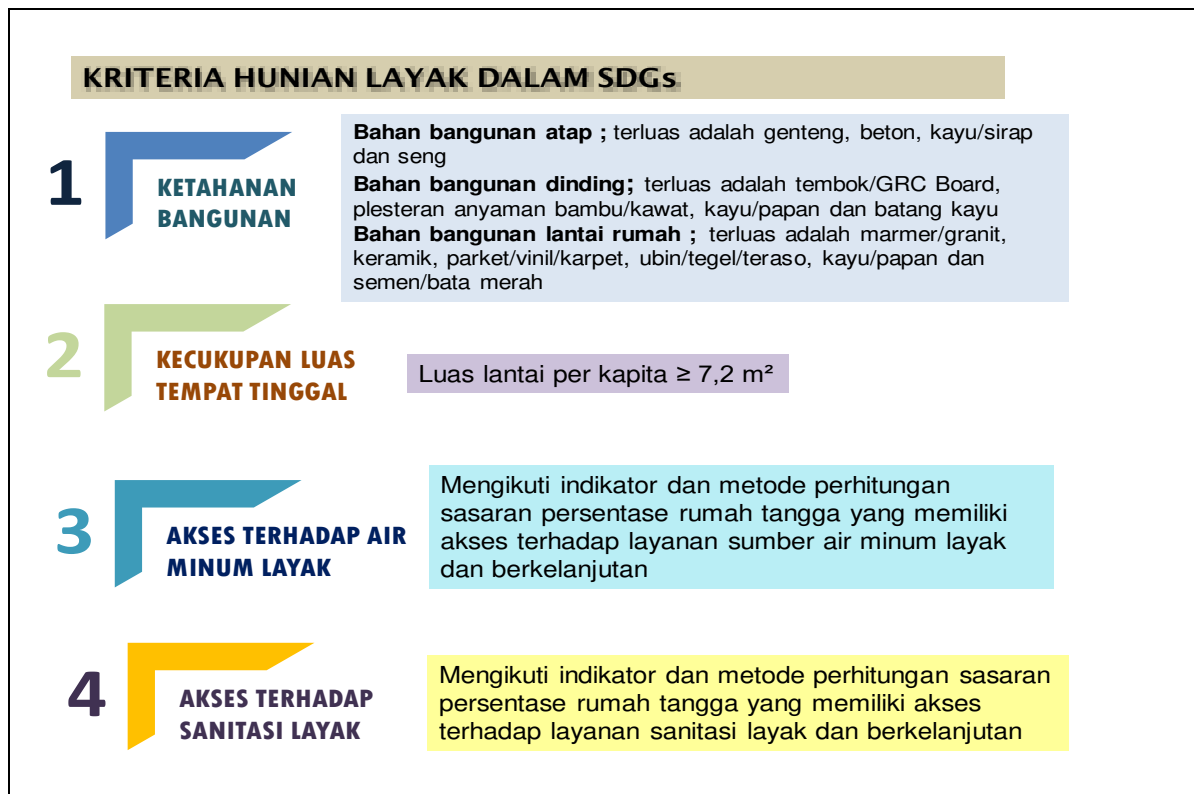 KRITERIA HUNIAN LAYAK DALAM SDGs
1
KETAHANAN
BANGUNAN
Bahan bangunan atap ; terluas adalah genteng, beton, kayu/sirap
dan seng
Bahan bangunan dinding; terluas adalah tembok/GRC Board,
plesteran anyaman bambu/kawat, kayu/papan dan batang kayu
Bahan bangunan lantai rumah ; terluas adalah marmer/granit,
keramik, parket/vinil/karpet, ubin/tegel/teraso, kayu/papan dan
semen/bata merah
2
KECUKUPAN LUAS
TEMPAT TINGGAL
Luas lantai per kapita ≥ 7,2 m²
3
AKSES TERHADAP AIR
MINUM LAYAK
Mengikuti indikator dan metode perhitungan
sasaran persentase rumah tangga yang memiliki
akses terhadap layanan sumber air minum layak
dan berkelanjutan
4
AKSES TERHADAP
SANITASI LAYAK
Mengikuti indikator dan metode perhitungan sasaran
persentase rumah tangga yang memiliki akses
terhadap layanan sanitasi layak dan berkelanjutan